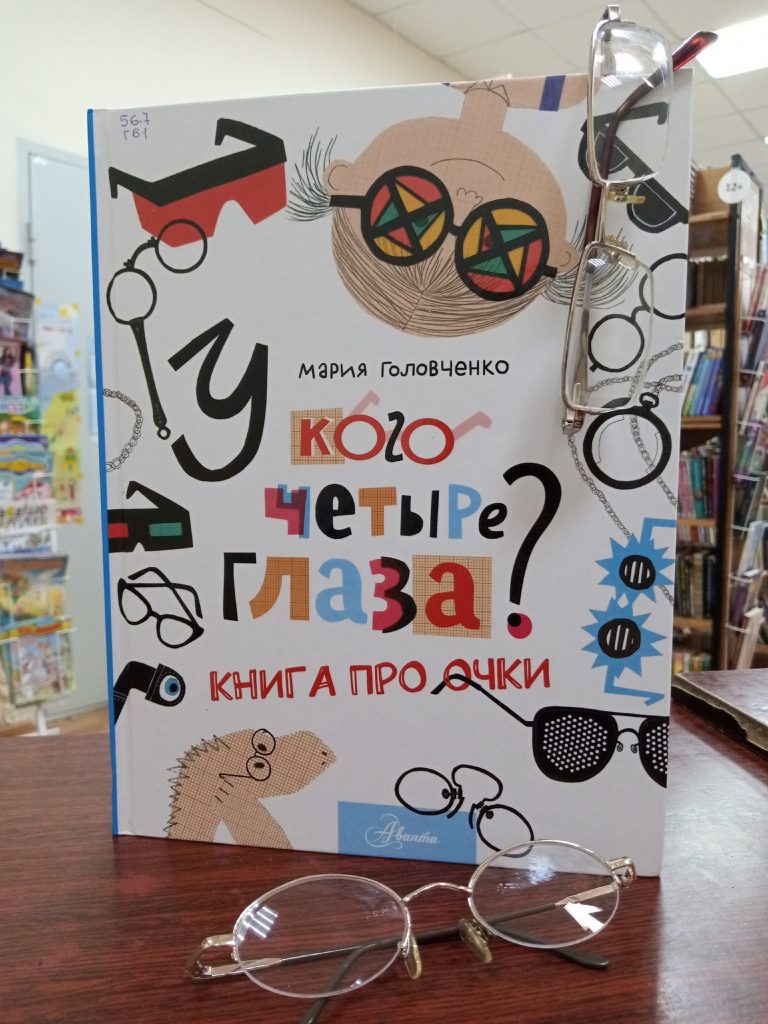 56.7
Г61
12+
Мария Головченко
У кого
четыре
глаза?
Книга про очки
Аванта